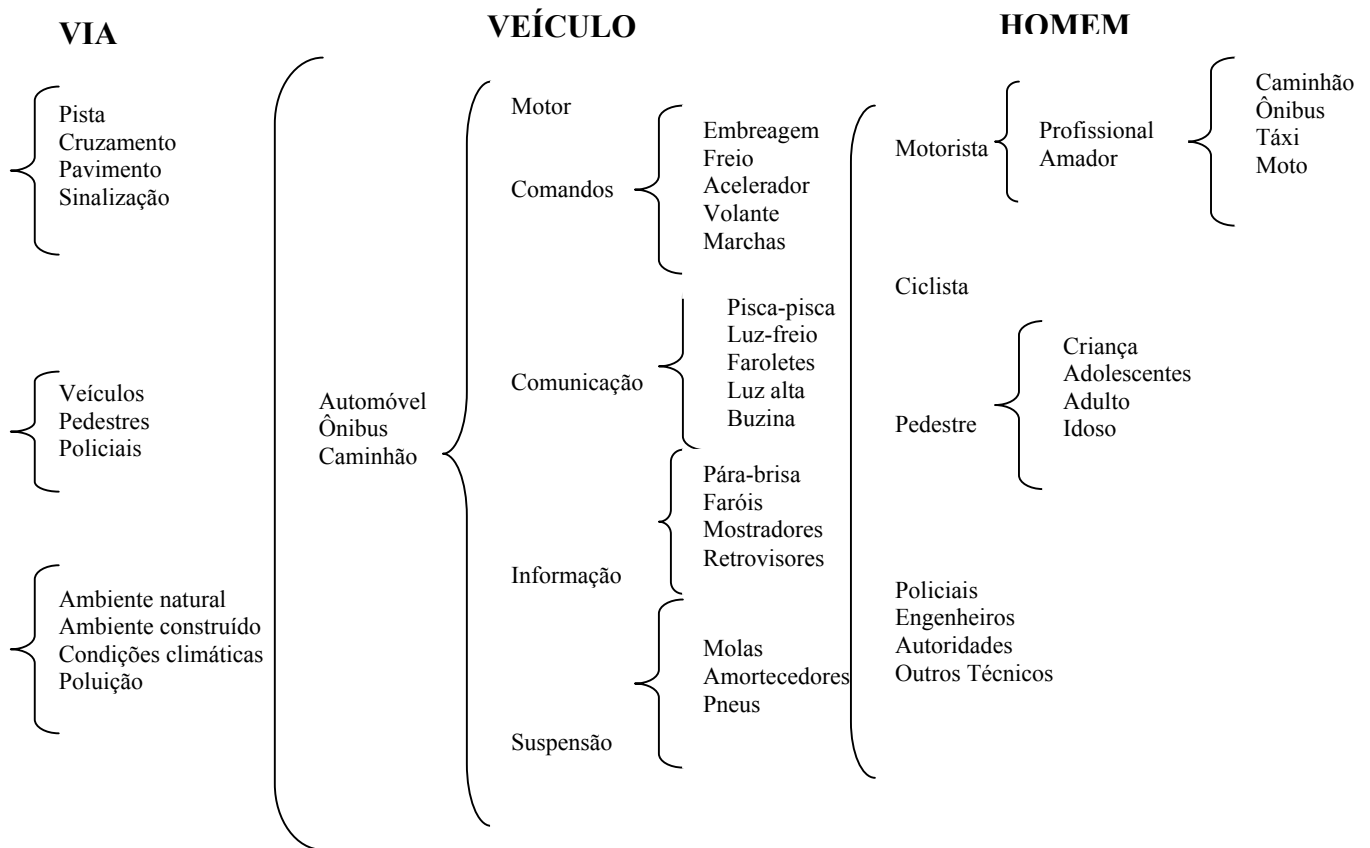 VIA
Pista
Cruzamento
Pavimento
Sinalização
Veículos
Pedestres
Policiais
Ambiente natural
Ambiente construído
Condições climáticas
Poluição
VEÍCULO
Automóvel
Ônibus
Caminhão
Motor
Comandos
Embreagem
Freio
Acelerador
Volante
Marchas
Comunicação
Pisca-pisca
Luz-freio
Faroletes
Luz alta
Buzina
Informação
Pára-brisa
Faróis
Mostradores
Retrovisores
Suspensão
Molas
Amortecedores
Pneus
HOMEM
Motorista
Profissional
Amador
Caminhão
Ônibus
Táxi
Moto
Ciclista
Pedestre
Criança
Adolescentes
Adulto
Idoso
Policiais
Engenheiros
Autoridades
Outros Técnicos